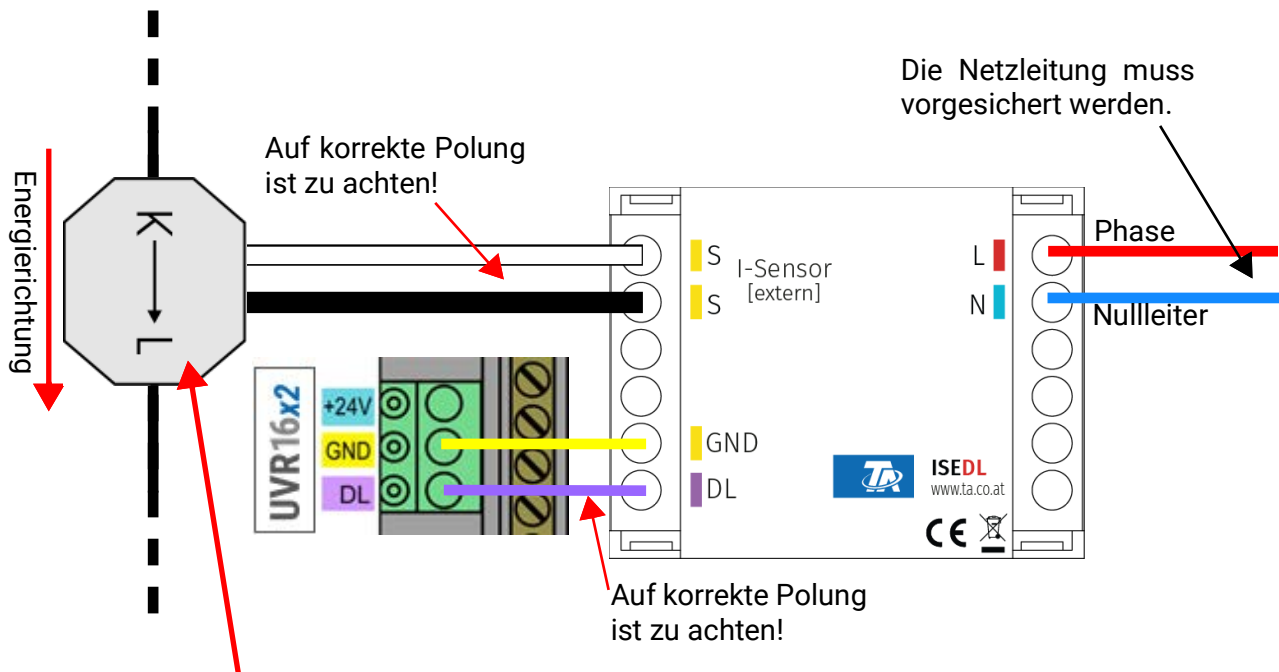 Die Netzleitung muss
vorgesichert werden.
Auf korrekte Polung
ist zu achten!
Energierichtung
K
L
S
I-Sensor
[extern]
S
L
Phase
N
Nullleiter
UVR16x2
+24V
GND
DL
GND
DL
TA
ISEDL
www.ta.co.at
CE
Auf korrekte Polung
ist zu achten!